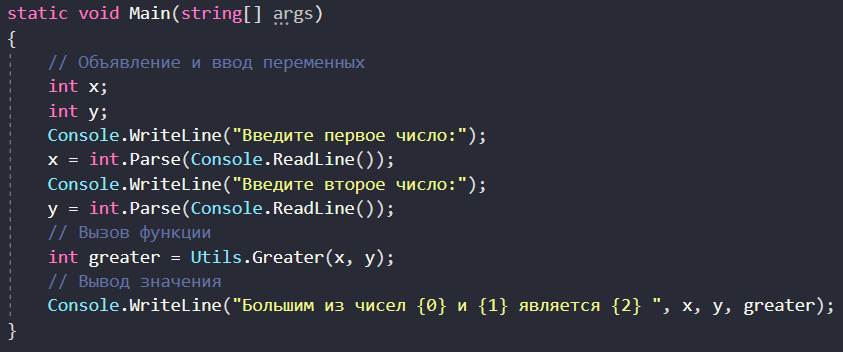 static void Main(string[] args)
{
// Объявление и ввод переменных
int x;
int y;
Console.WriteLine("Введите первое число:");
x = int.Parse(Console.ReadLine());
Console.WriteLine("Введите второе число:");
y = int.Parse(Console.ReadLine());
// Вызов функции
int greater = Utils.Greater(x, y);
// Вывод значения
Console.WriteLine("Большим из чисел {0} и {1} является {2} ", x, y, greater);
}